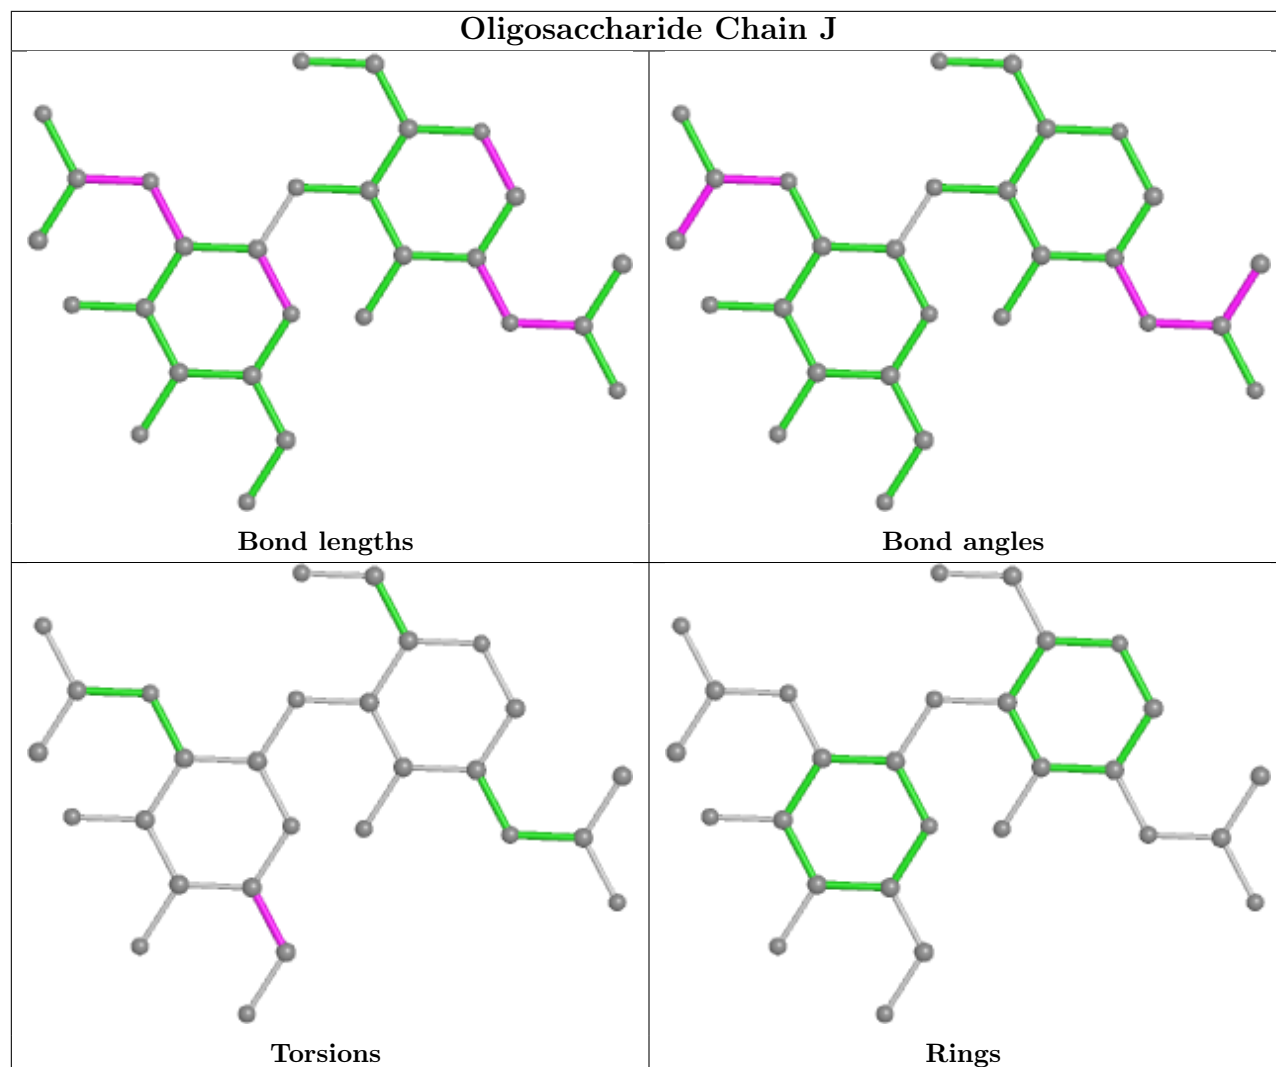 Oligosaccharide Chain J
Bond lengths
Bond angles
Torsions
Rings